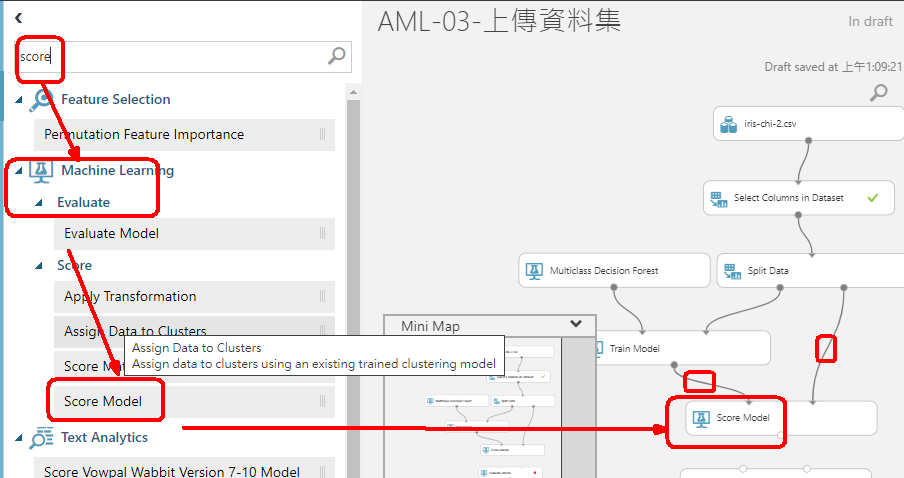 AML-03-上傳資料集
In draft
Draft saved at 上午1:09:21
score
Feature Selection
Permutation Feature Importance
Machine Learning
Evaluate
Evaluate Model
Score
Apply Transformation
Assign Data to Clusters
Assign Data to Clusters
Assign data to clusters using an existing trained clustering model
Score
Score Model
Text Analytics
Score Vowpal Wabbit Version 7-10 Model
iris-chi-2.csv
Select Columns in Dataset
Multiclass Decision Forest
Split Data
Train Model
Score Model
Mini Map